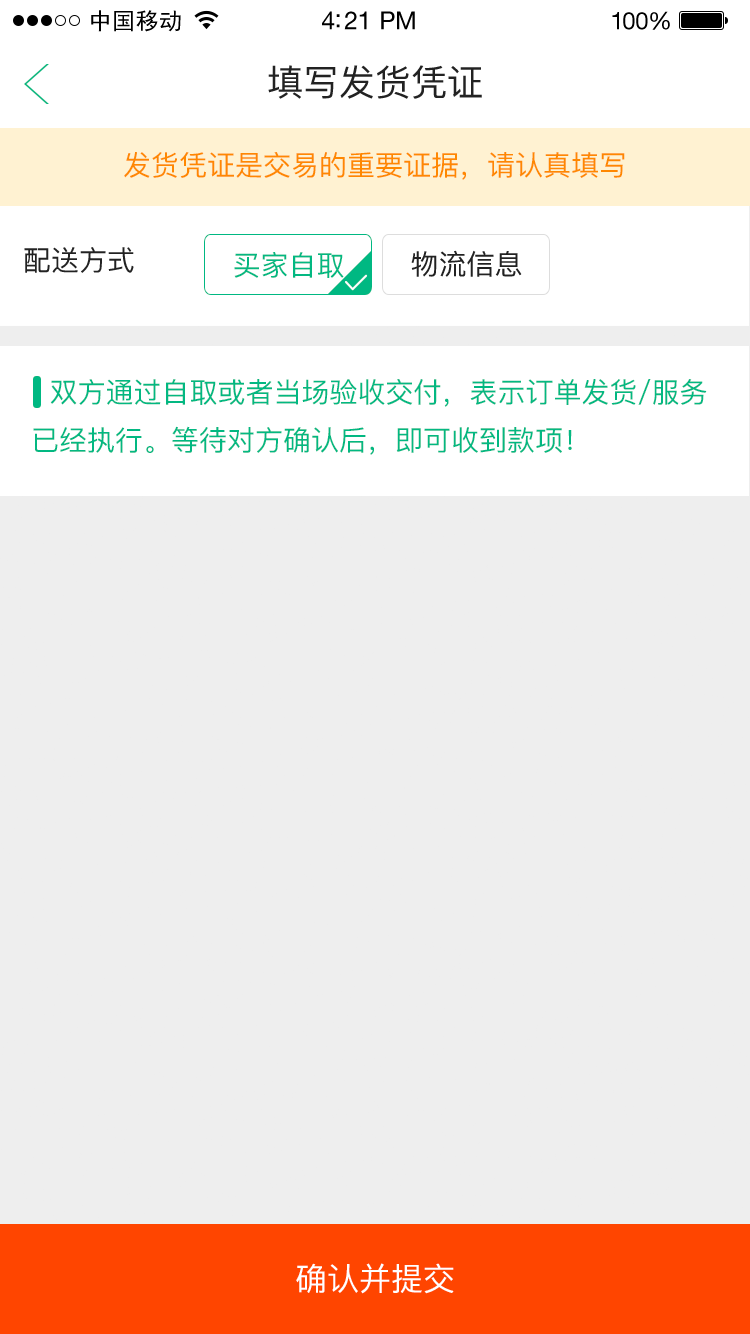 中国移动 4:21 PM 100%
填写发货凭证
发货凭证是交易的重要证据，请认真填写
配送方式 买家自取 物流信息
双方通过自取或者当场验收交付，表示订单发货/服务
已经执行。等待对方确认后，即可收到款项！
确认并提交